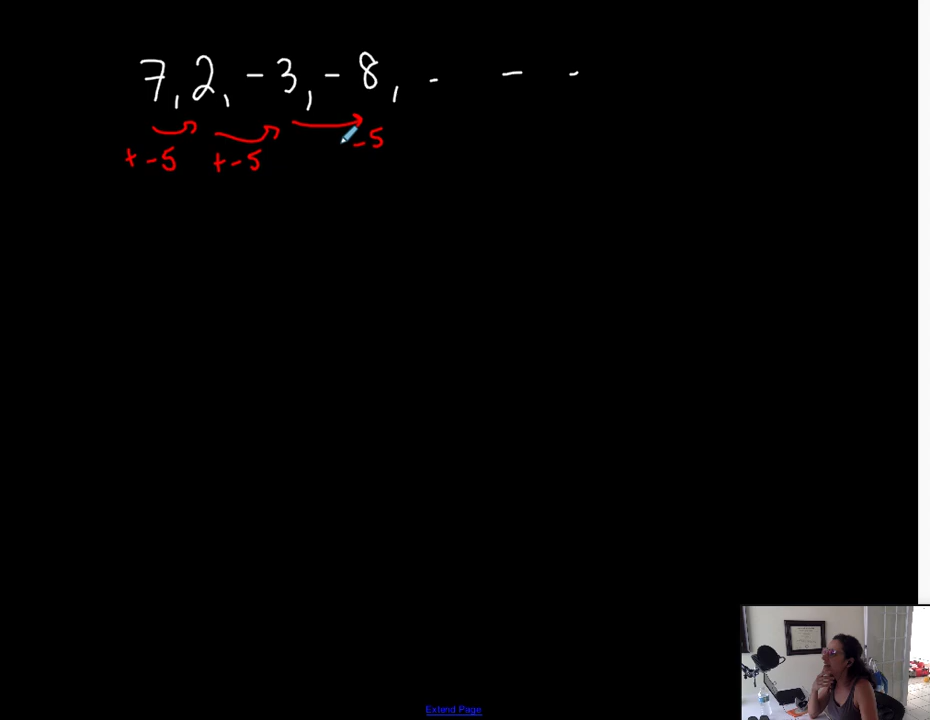 7, 2, -3, -8, . - .
+ -5 + -5 -5
Extend Page